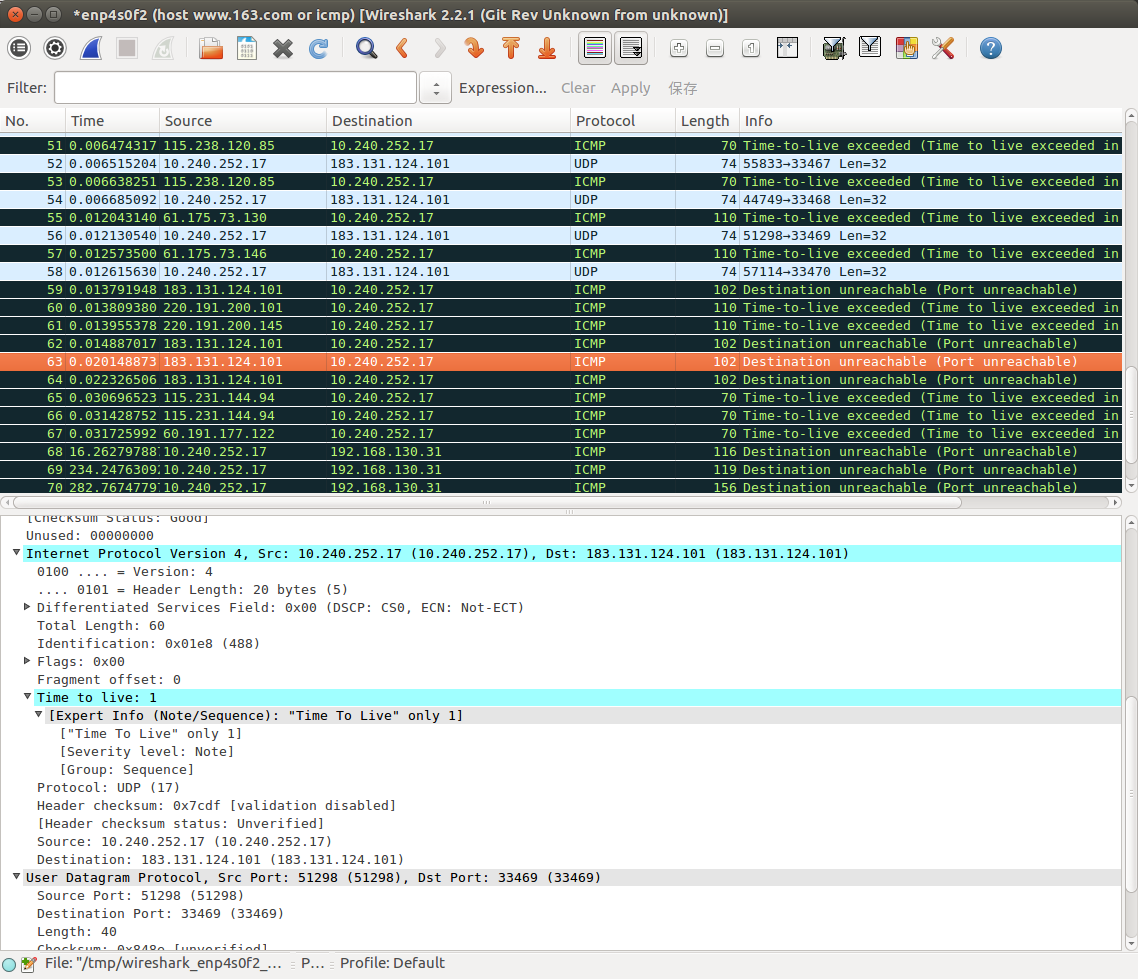 *enp4s0f2 (host www.163.com or icmp) [Wireshark 2.2.1 (Git Rev Unknown from unknown)]
Filter: Expression... Clear Apply 保存
No. Time Source Destination Protocol Length Info
51 0.006474317 115.238.120.85 10.240.252.17 ICMP 70 Time-to-live exceeded (Time to live exceeded in
52 0.006515204 10.240.252.17 183.131.124.101 UDP 74 55833→33467 Len=32
53 0.006638251 115.238.120.85 10.240.252.17 ICMP 70 Time-to-live exceeded (Time to live exceeded in
54 0.006685092 10.240.252.17 183.131.124.101 UDP 74 44749→33468 Len=32
55 0.012043140 61.175.73.130 10.240.252.17 ICMP 110 Time-to-live exceeded (Time to live exceeded in
56 0.012130540 10.240.252.17 183.131.124.101 UDP 74 51298→33469 Len=32
57 0.012573500 61.175.73.146 10.240.252.17 ICMP 110 Time-to-live exceeded (Time to live exceeded in
58 0.012615630 10.240.252.17 183.131.124.101 UDP 74 57114→33470 Len=32
59 0.013791948 183.131.124.101 10.240.252.17 ICMP 102 Destination unreachable (Port unreachable)
60 0.013809380 220.191.200.101 10.240.252.17 ICMP 110 Time-to-live exceeded (Time to live exceeded in
61 0.013955378 220.191.200.145 10.240.252.17 ICMP 110 Time-to-live exceeded (Time to live exceeded in
62 0.014887017 183.131.124.101 10.240.252.17 ICMP 102 Destination unreachable (Port unreachable)
63 0.020148873 183.131.124.101 10.240.252.17 ICMP 102 Destination unreachable (Port unreachable)
64 0.022326506 183.131.124.101 10.240.252.17 ICMP 102 Destination unreachable (Port unreachable)
65 0.030696523 115.231.144.94 10.240.252.17 ICMP 70 Time-to-live exceeded (Time to live exceeded in
66 0.031428752 115.231.144.94 10.240.252.17 ICMP 70 Time-to-live exceeded (Time to live exceeded in
67 0.031725992 60.191.177.122 10.240.252.17 ICMP 70 Time-to-live exceeded (Time to live exceeded in
68 16.26279788 10.240.252.17 192.168.130.31 ICMP 116 Destination unreachable (Port unreachable)
69 234.2476309 10.240.252.17 192.168.130.31 ICMP 119 Destination unreachable (Port unreachable)
70 282.7674779 10.240.252.17 192.168.130.31 ICMP 156 Destination unreachable (Port unreachable)
[Checksum Status: Good]
Unused: 00000000
Internet Protocol Version 4, Src: 10.240.252.17 (10.240.252.17), Dst: 183.131.124.101 (183.131.124.101)
0100 .... = Version: 4
.... 0101 = Header Length: 20 bytes (5)
Differentiated Services Field: 0x00 (DSCP: CS0, ECN: Not-ECT)
Total Length: 60
Identification: 0x01e8 (488)
Flags: 0x00
Fragment offset: 0
Time to live: 1
[Expert Info (Note/Sequence): "Time To Live" only 1]
["Time To Live" only 1]
[Severity level: Note]
[Group: Sequence]
Protocol: UDP (17)
Header checksum: 0x7cdf [validation disabled]
[Header checksum status: Unverified]
Source: 10.240.252.17 (10.240.252.17)
Destination: 183.131.124.101 (183.131.124.101)
User Datagram Protocol, Src Port: 51298 (51298), Dst Port: 33469 (33469)
Source Port: 51298 (51298)
Destination Port: 33469 (33469)
Length: 40
Checksum: 0x848e [unverified]
File: "/tmp/wireshark_enp4s0f2_... P... Profile: Default